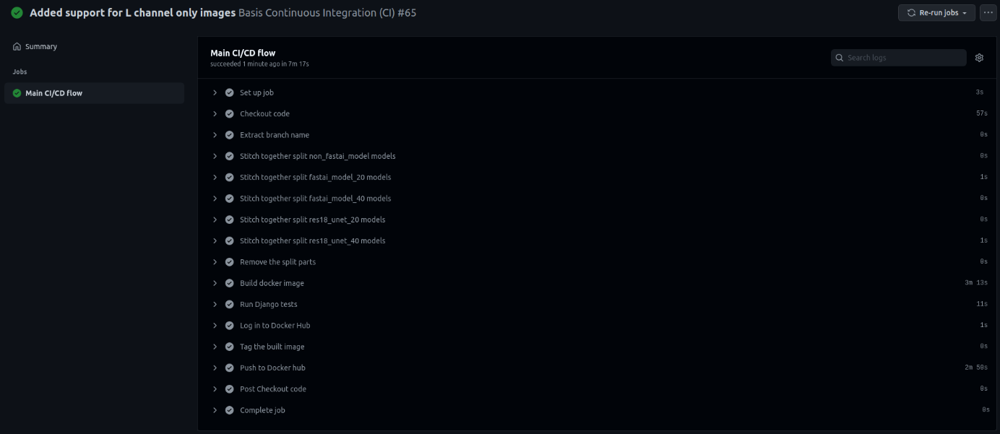 Added support for L channel only images Basis Continuous Integration (CI) #65
Re-run jobs
Summary
Jobs
Main CI/CD flow
Main CI/CD flow
succeeded 1 minute ago in 7m 17s
Search logs
Set up job 3s
Checkout code 57s
Extract branch name 0s
Stitch together split non_fastai_model models 0s
Stitch together split fastai_model_20 models 1s
Stitch together split fastai_model_40 models 0s
Stitch together split res18_unet_20 models 0s
Stitch together split res18_unet_40 models 1s
Remove the split parts 0s
Build docker image 3m 13s
Run Django tests 11s
Log in to Docker Hub 1s
Tag the built image 0s
Push to Docker hub 2m 50s
Post Checkout code 0s
Complete job 0s